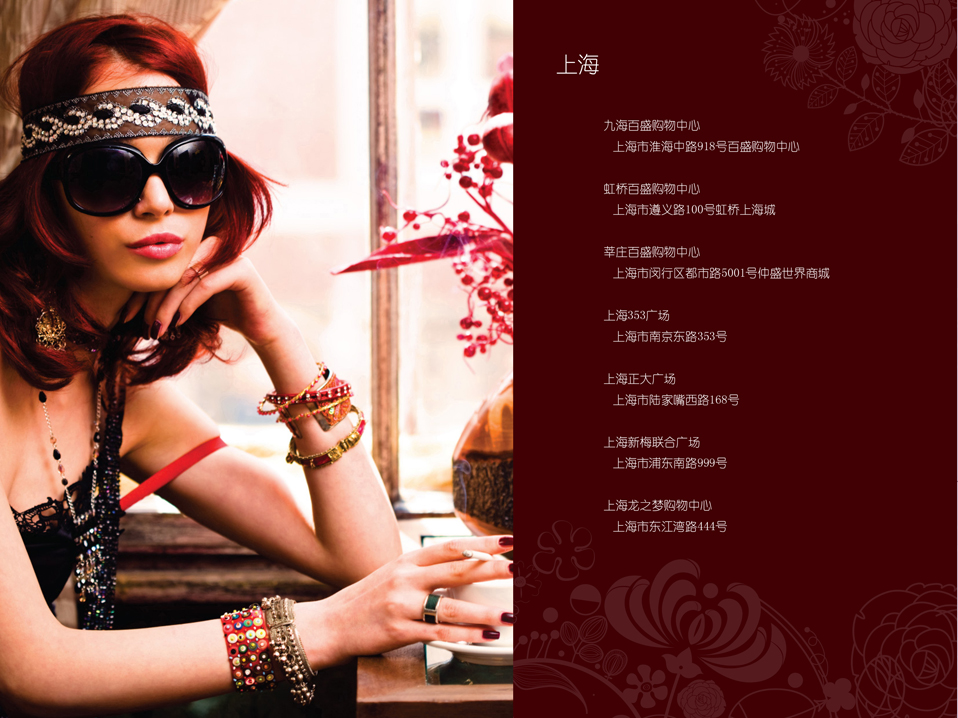 上海
九海百盛购物中心
上海市淮海中路918号百盛购物中心
虹桥百盛购物中心
上海市遵义路100号虹桥上海城
莘庄百盛购物中心
上海市闵行区都市路5001号仲盛世界商城
上海353广场
上海市南京东路353号
上海正大广场
上海市陆家嘴西路168号
上海新梅联合广场
上海市浦东南路999号
上海龙之梦购物中心
上海市东江湾路444号